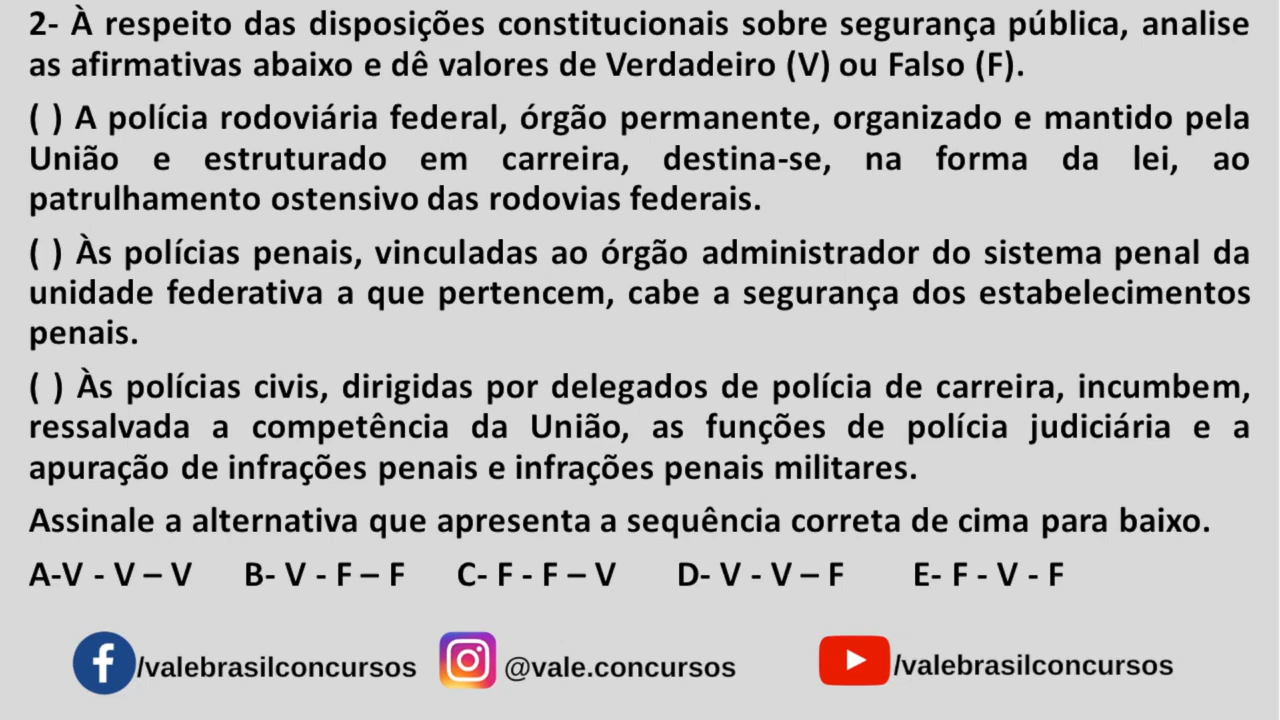 2- À respeito das disposições constitucionais sobre segurança pública, analise
as afirmativas abaixo e dê valores de Verdadeiro (V) ou Falso (F).
( ) A polícia rodoviária federal, órgão permanente, organizado e mantido pela
União e estruturado em carreira, destina-se, na forma da lei, ao
patrulhamento ostensivo das rodovias federais.
( ) Às polícias penais, vinculadas ao órgão administrador do sistema penal da
unidade federativa a que pertencem, cabe a segurança dos estabelecimentos
penais.
( ) Às polícias civis, dirigidas por delegados de polícia de carreira, incumbem,
ressalvada a competência da União, as funções de polícia judiciária e a
apuração de infrações penais e infrações penais militares.
Assinale a alternativa que apresenta a sequência correta de cima para baixo.
A-V - V – V B- V - F – F C- F - F – V D- V - V – F E- F - V - F
/valebrasilconcursos @vale.concursos /valebrasilconcursos